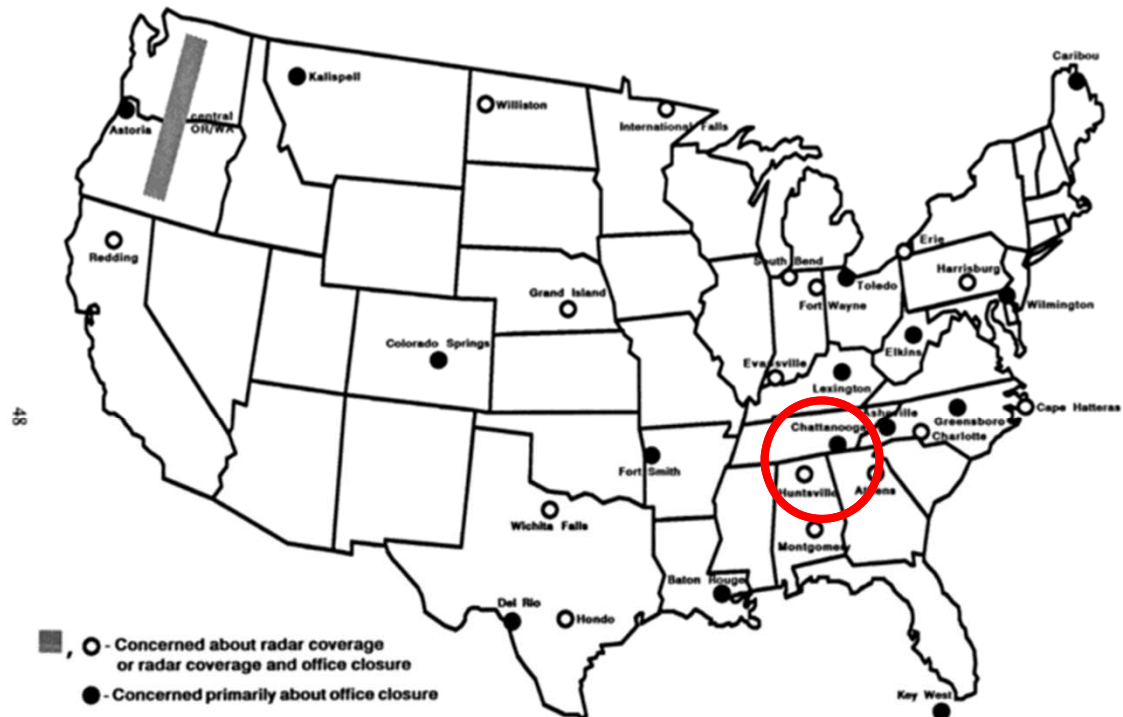 Caribou
Kalispell
Williston
International Falls
Astoria
central
OR/WA
Redding
Erie
South Bend
Harrisburg
Toledo
Fort Wayne
Wilmington
Grand Island
Colorado Springs
Elkins
Evansville
Lexington
48
Asheville
Cape Hatteras
Greensboro
Chattanooga
Charlotte
Fort Smith
Huntsville
Athens
Wichita Falls
Montgomery
Baton Rouge
Del Rio
Hondo
, - Concerned about radar coverage
or radar coverage and office closure
- Concerned primarily about office closure
Key West